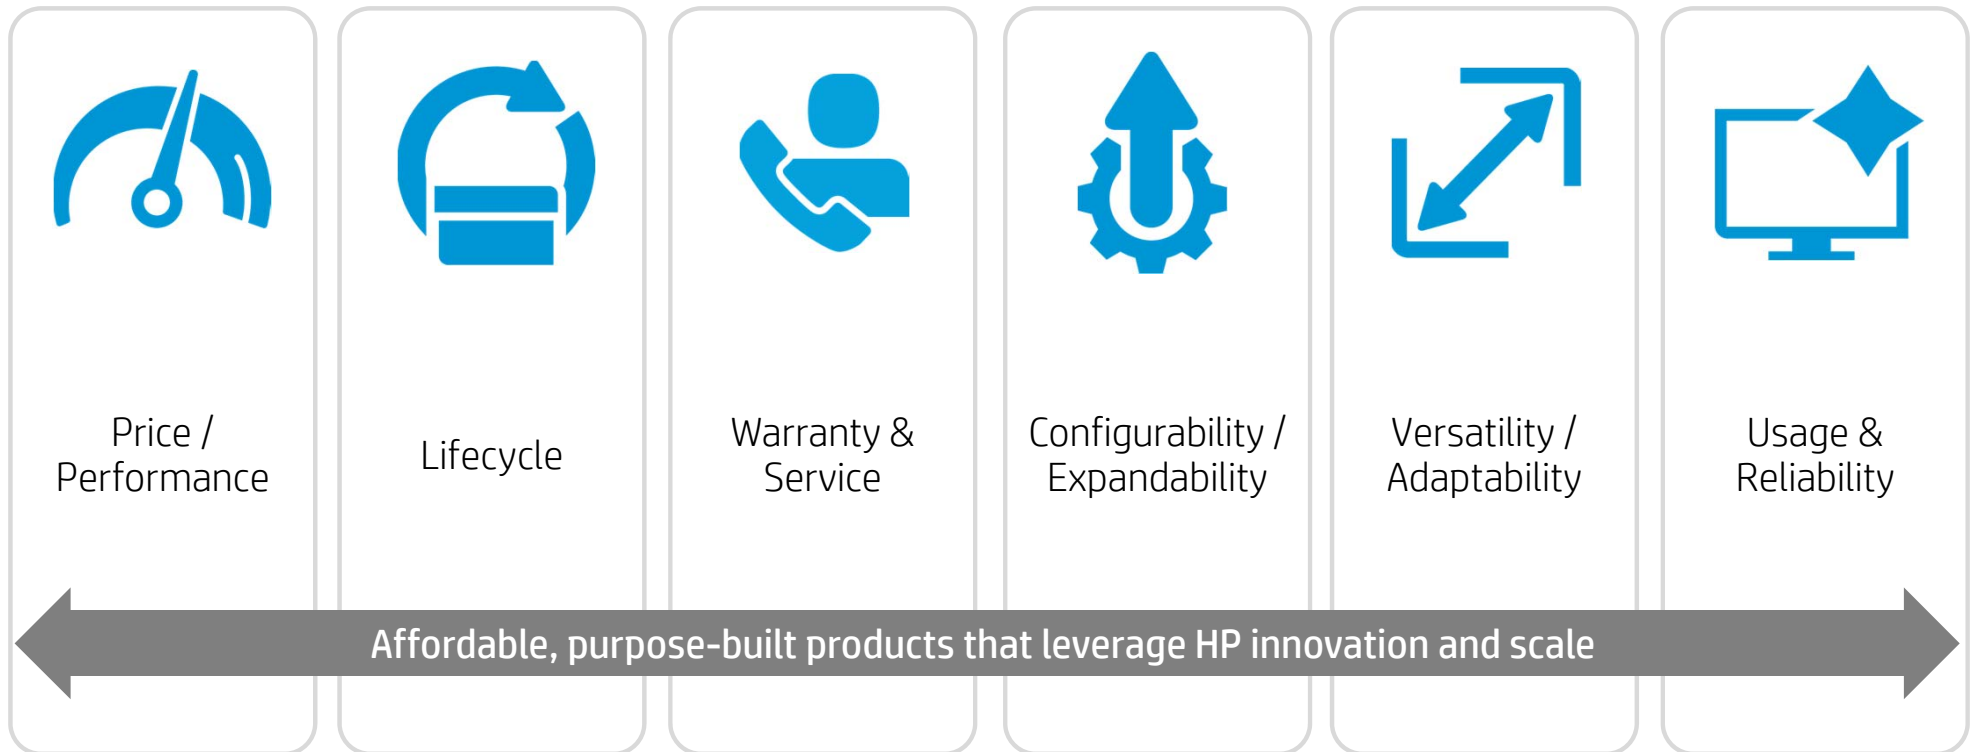 Price /
Performance
Lifecycle
Warranty &
Service
Configurability /
Expandability
Versatility /
Adaptability
Usage &
Reliability
Affordable, purpose-built products that leverage HP innovation and scale